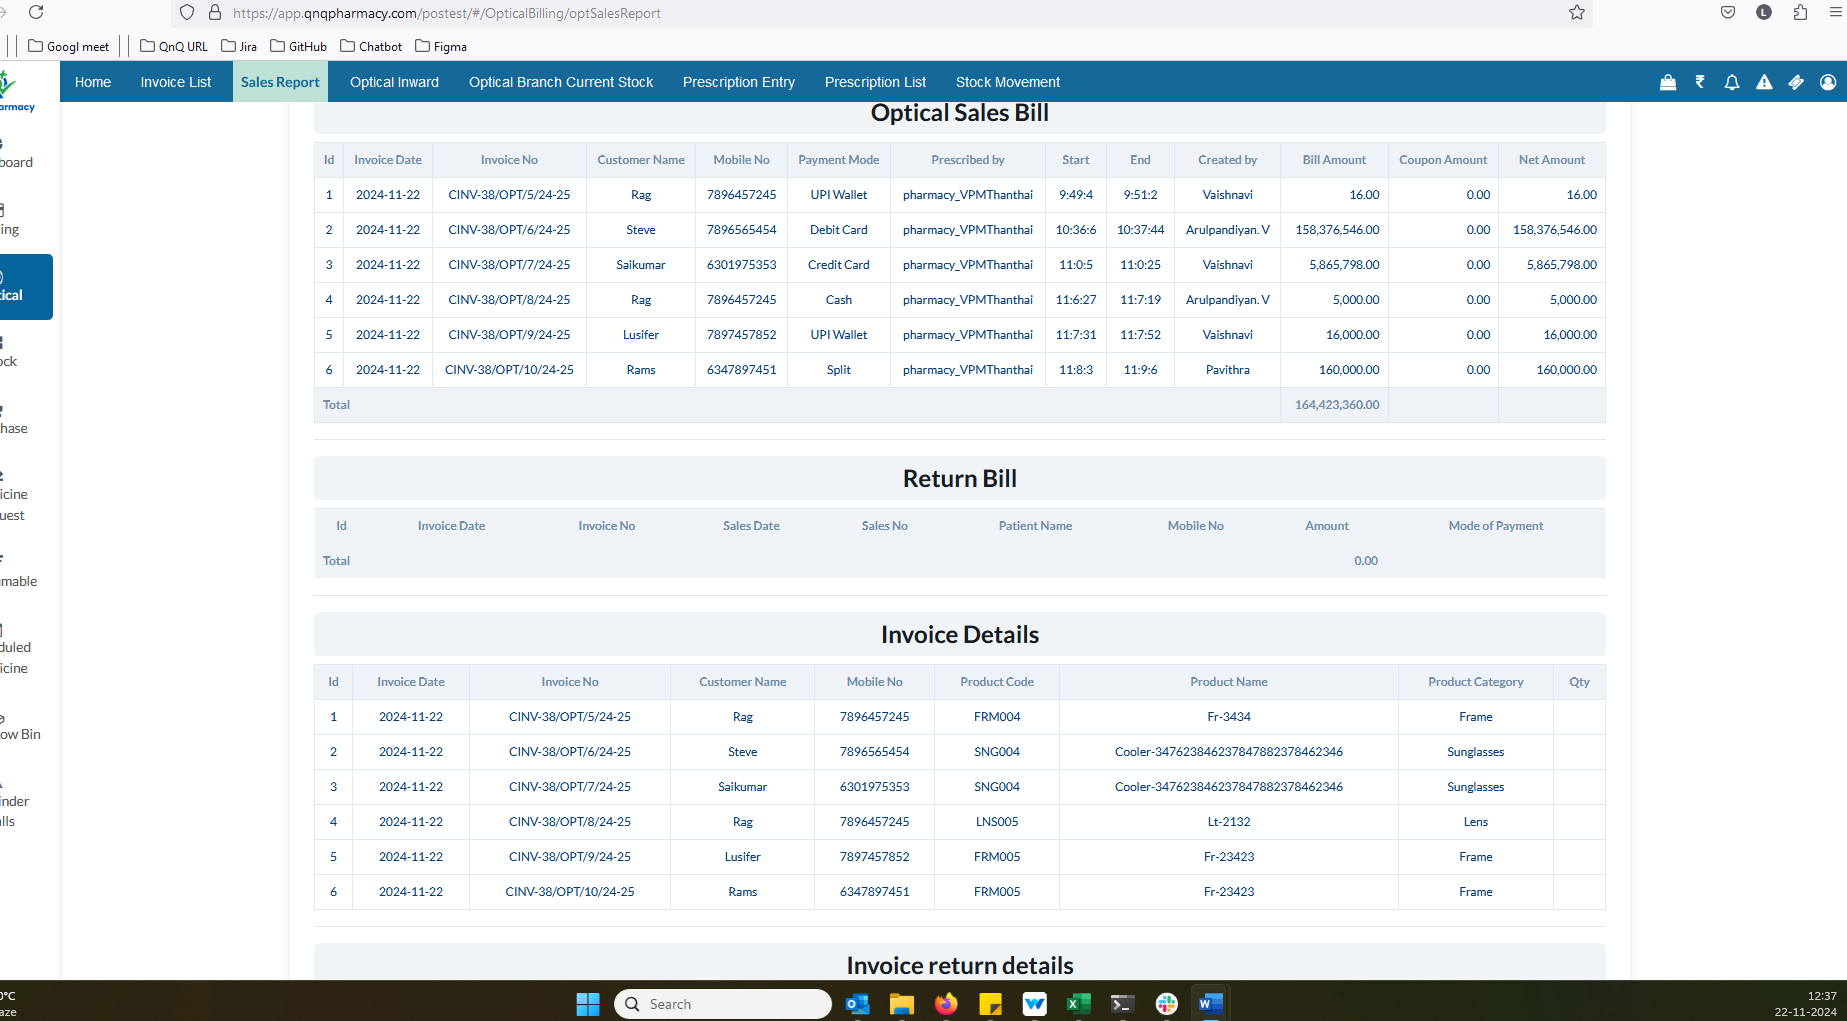 https://app.qnqpharmacy.com/postest/#/OpticalBilling/optSalesReport
L
Googl meet QnQ URL Jira GitHub Chatbot Figma
armacy
Home Invoice List Sales Report Optical Inward Optical Branch Current Stock Prescription Entry Prescription List Stock Movement
board
ing
ical
ock
hase
icine
uest
mable
duled
icine
ow Bin
inder
lls
Optical Sales Bill
Id Invoice Date Invoice No Customer Name Mobile No Payment Mode Prescribed by Start End Created by Bill Amount Coupon Amount Net Amount
1 2024-11-22 CINV-38/OPT/5/24-25 Rag 7896457245 UPI Wallet pharmacy_VPMThanthai 9:49:4 9:51:2 Vaishnavi 16.00 0.00 16.00
2 2024-11-22 CINV-38/OPT/6/24-25 Steve 7896565454 Debit Card pharmacy_VPMThanthai 10:36:6 10:37:44 Arulpandiyan. V 158,376,546.00 0.00 158,376,546.00
3 2024-11-22 CINV-38/OPT/7/24-25 Saikumar 6301975353 Credit Card pharmacy_VPMThanthai 11:0:5 11:0:25 Vaishnavi 5,865,798.00 0.00 5,865,798.00
4 2024-11-22 CINV-38/OPT/8/24-25 Rag 7896457245 Cash pharmacy_VPMThanthai 11:6:27 11:7:19 Arulpandiyan. V 5,000.00 0.00 5,000.00
5 2024-11-22 CINV-38/OPT/9/24-25 Lusifer 7897457852 UPI Wallet pharmacy_VPMThanthai 11:7:31 11:7:52 Vaishnavi 16,000.00 0.00 16,000.00
6 2024-11-22 CINV-38/OPT/10/24-25 Rams 6347897451 Split pharmacy_VPMThanthai 11:8:3 11:9:6 Pavithra 160,000.00 0.00 160,000.00
Total 164,423,360.00
Return Bill
Id Invoice Date Invoice No Sales Date Sales No Patient Name Mobile No Amount Mode of Payment
Total 0.00
Invoice Details
Id Invoice Date Invoice No Customer Name Mobile No Product Code Product Name Product Category Qty
1 2024-11-22 CINV-38/OPT/5/24-25 Rag 7896457245 FRM004 Fr-3434 Frame
2 2024-11-22 CINV-38/OPT/6/24-25 Steve 7896565454 SNG004 Cooler-347623846237847882378462346 Sunglasses
3 2024-11-22 CINV-38/OPT/7/24-25 Saikumar 6301975353 SNG004 Cooler-347623846237847882378462346 Sunglasses
4 2024-11-22 CINV-38/OPT/8/24-25 Rag 7896457245 LNS005 Lt-2132 Lens
5 2024-11-22 CINV-38/OPT/9/24-25 Lusifer 7897457852 FRM005 Fr-23423 Frame
6 2024-11-22 CINV-38/OPT/10/24-25 Rams 6347897451 FRM005 Fr-23423 Frame
Invoice return details
0°C
aze
Search
12:37
22-11-2024